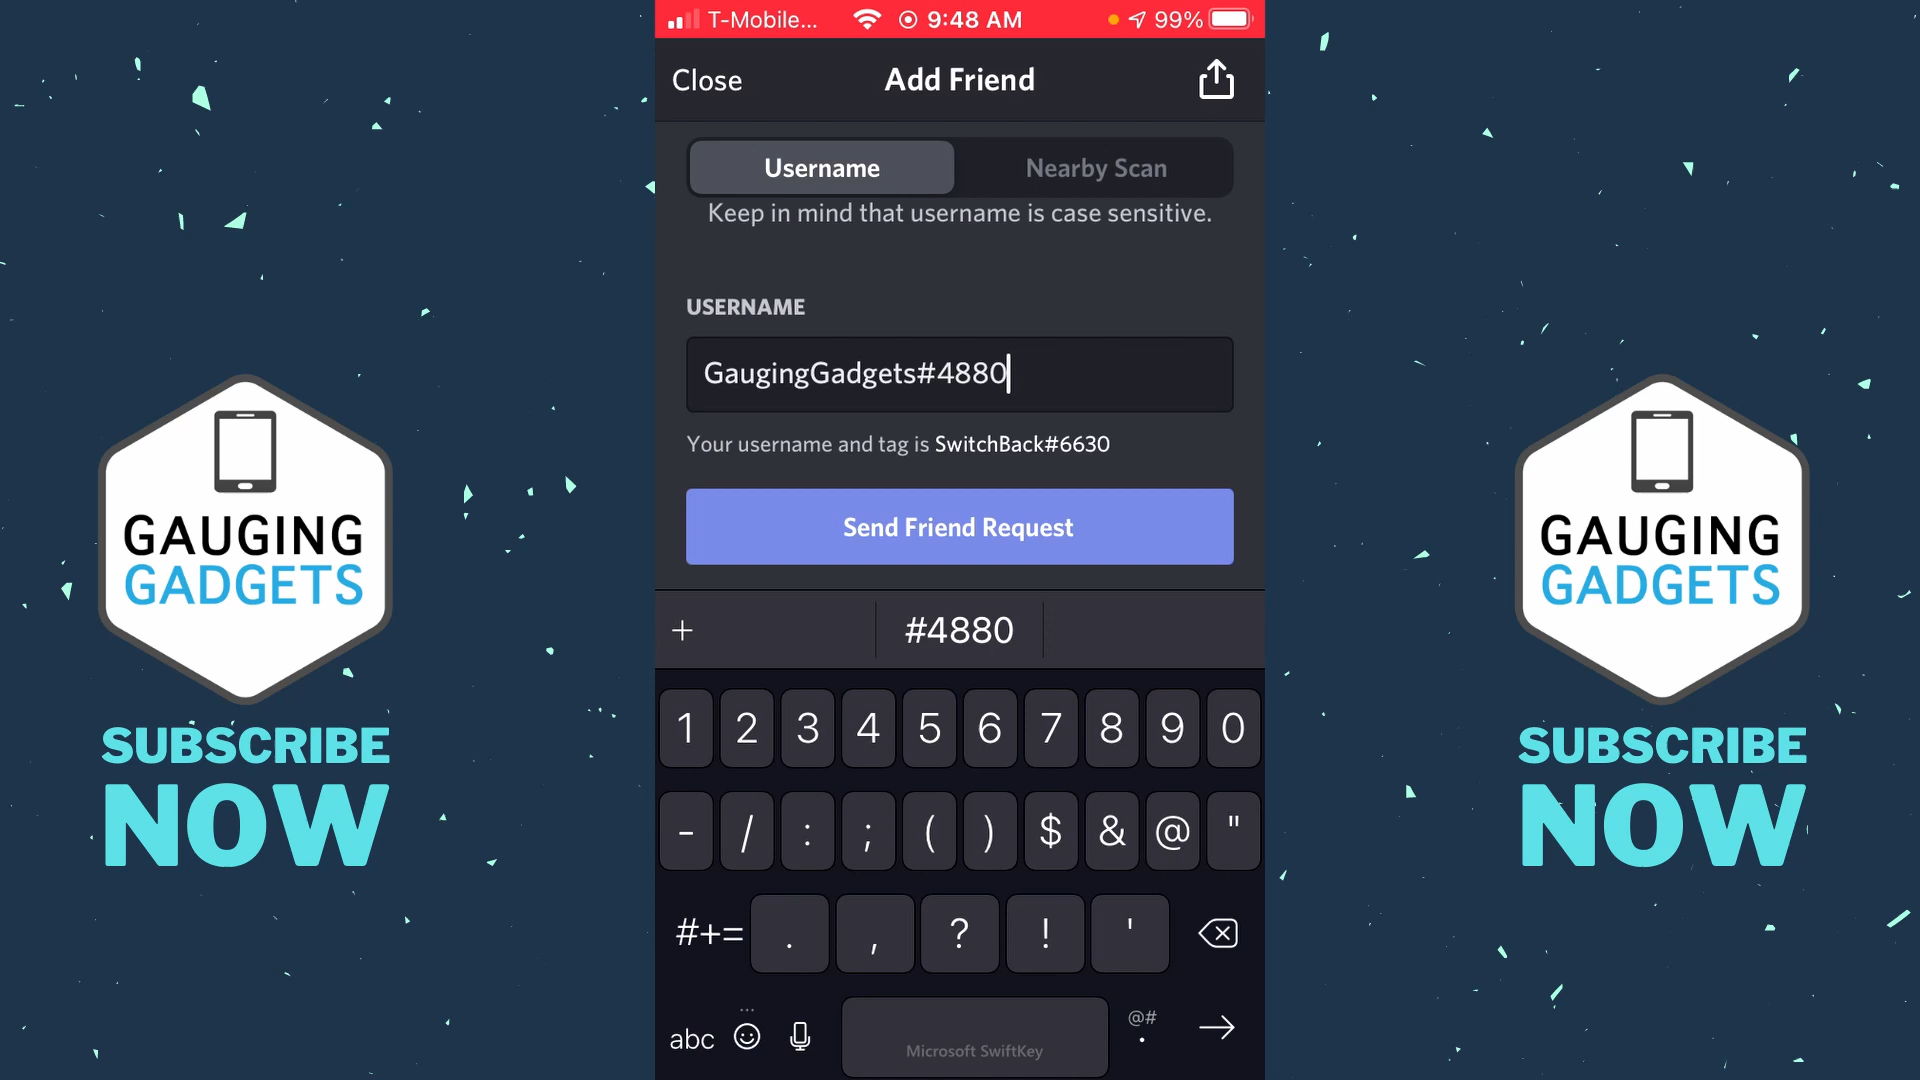 T-Mobile... 9:48 AM 99%
Close Add Friend
Username Nearby Scan
Keep in mind that username is case sensitive.
USERNAME
GaugingGadgets#4880
Your username and tag is SwitchBack#6630
Send Friend Request
+ #4880
1 2 3 4 5 6 7 8 9 0
- / : ; ( ) $ & @ "
#+= . , ? ! '
abc Microsoft SwiftKey @# .
GAUGING
GADGETS
SUBSCRIBE
NOW
GAUGING
GADGETS
SUBSCRIBE
NOW